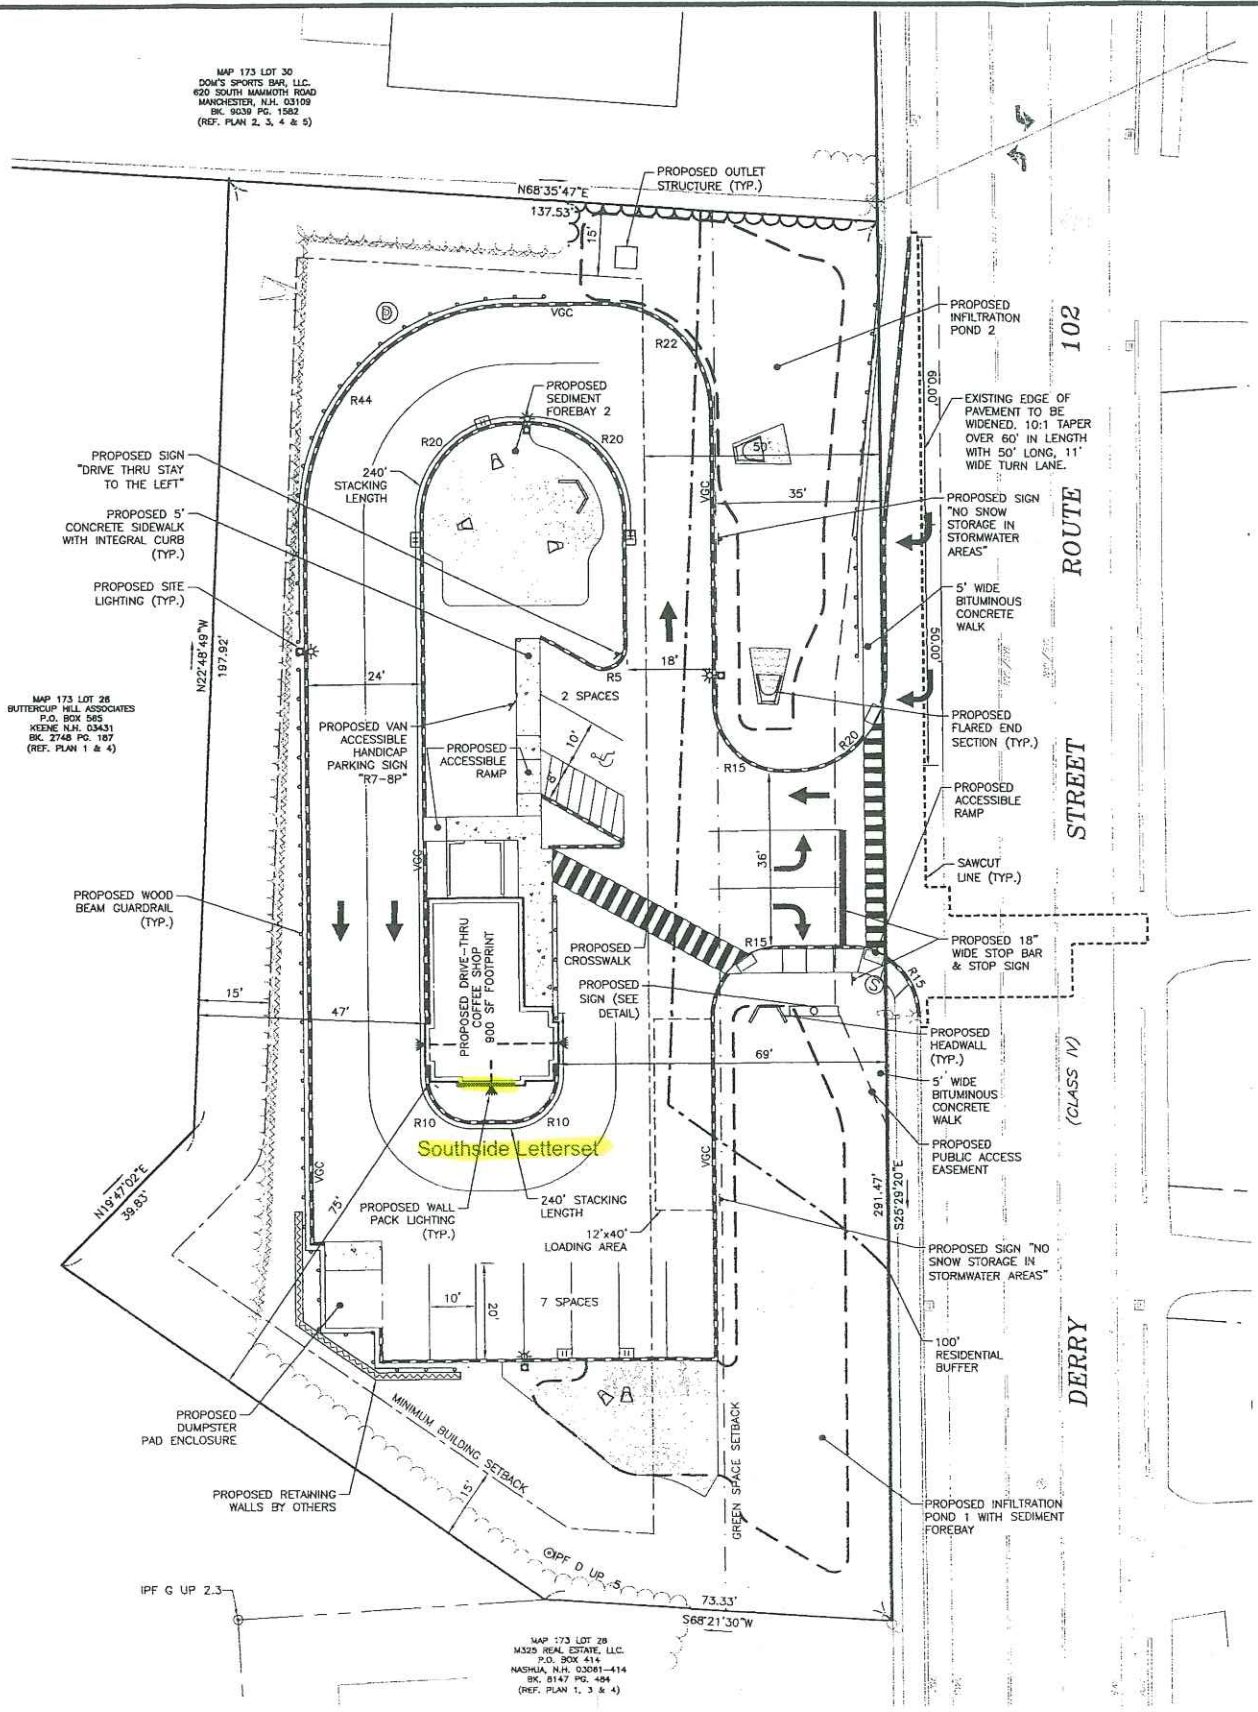 MAP 173 LOT 30
DOM'S SPORTS BAR, LLC.
620 SOUTH MAMMOTH ROAD
MANCHESTER, N.H. 03109
BK. 9039 PG. 1582
(REF. PLAN 2, 3, 4 & 5)
N68°35'47"E
137.53'
PROPOSED OUTLET
STRUCTURE (TYP.)
15'
D
VGC
R22
R44
PROPOSED
INFILTRATION
POND 2
ROUTE 102
60.00'
PROPOSED
SEDIMENT
FOREBAY 2
R20
R20
EXISTING EDGE OF
PAVEMENT TO BE
WIDENED. 10:1 TAPER
OVER 60' IN LENGTH
WITH 50' LONG, 11'
WIDE TURN LANE.
PROPOSED SIGN
"DRIVE THRU STAY
TO THE LEFT"
240'
STACKING
LENGTH
50'
VGC
35'
PROPOSED SIGN
"NO SNOW
STORAGE IN
STORMWATER
AREAS"
PROPOSED 5'
CONCRETE SIDEWALK
WITH INTEGRAL CURB
(TYP.)
PROPOSED SITE
LIGHTING (TYP.)
5' WIDE
BITUMINOUS
CONCRETE
WALK
50.00'
N22°48'49"W
197.92'
24'
R5
18'
2 SPACES
MAP 173 LOT 28
BUTTERCUP HILL ASSOCIATES
P.O. BOX 565
KEENE N.H. 03431
BK. 2748 PG. 187
(REF. PLAN 1 & 4)
PROPOSED VAN
ACCESSIBLE
HANDICAP
PARKING SIGN
"R7-8P"
PROPOSED
ACCESSIBLE
RAMP
10'
8'
PROPOSED
FLARED END
SECTION (TYP.)
R15
R20
STREET
PROPOSED
ACCESSIBLE
RAMP
36'
VGC
SAWCUT
LINE (TYP.)
PROPOSED WOOD
BEAM GUARDRAIL
(TYP.)
PROPOSED DRIVE-THRU
COFFEE SHOP
900 SF FOOTPRINT
PROPOSED
CROSSWALK
R15
PROPOSED 18"
WIDE STOP BAR
& STOP SIGN
R15
S
PROPOSED
SIGN (SEE
DETAIL)
15'
47'
69'
PROPOSED
HEADWALL
(TYP.)
(CLASS IV)
5' WIDE
BITUMINOUS
CONCRETE
WALK
R10
R10
Southside Letterset
PROPOSED
PUBLIC ACCESS
EASEMENT
VGC
VGC
N19°47'02"E
39.83'
75'
PROPOSED WALL
PACK LIGHTING
(TYP.)
240' STACKING
LENGTH
12'x40'
LOADING AREA
291.47'
S25°29'20"E
PROPOSED SIGN "NO
SNOW STORAGE IN
STORMWATER AREAS"
10'
20'
7 SPACES
100'
RESIDENTIAL
BUFFER
DERRY
PROPOSED
DUMPSTER
PAD ENCLOSURE
MINIMUM BUILDING SETBACK
GREEN SPACE SETBACK
PROPOSED RETAINING
WALLS BY OTHERS
15'
PROPOSED INFILTRATION
POND 1 WITH SEDIMENT
FOREBAY
IPF D UP .5
IPF G UP 2.3
73.33'
S68°21'30"W
MAP 173 LOT 28
M325 REAL ESTATE, LLC.
P.O. BOX 414
NASHUA, N.H. 03061-414
BK. 8147 PG. 484
(REF. PLAN 1, 3 & 4)